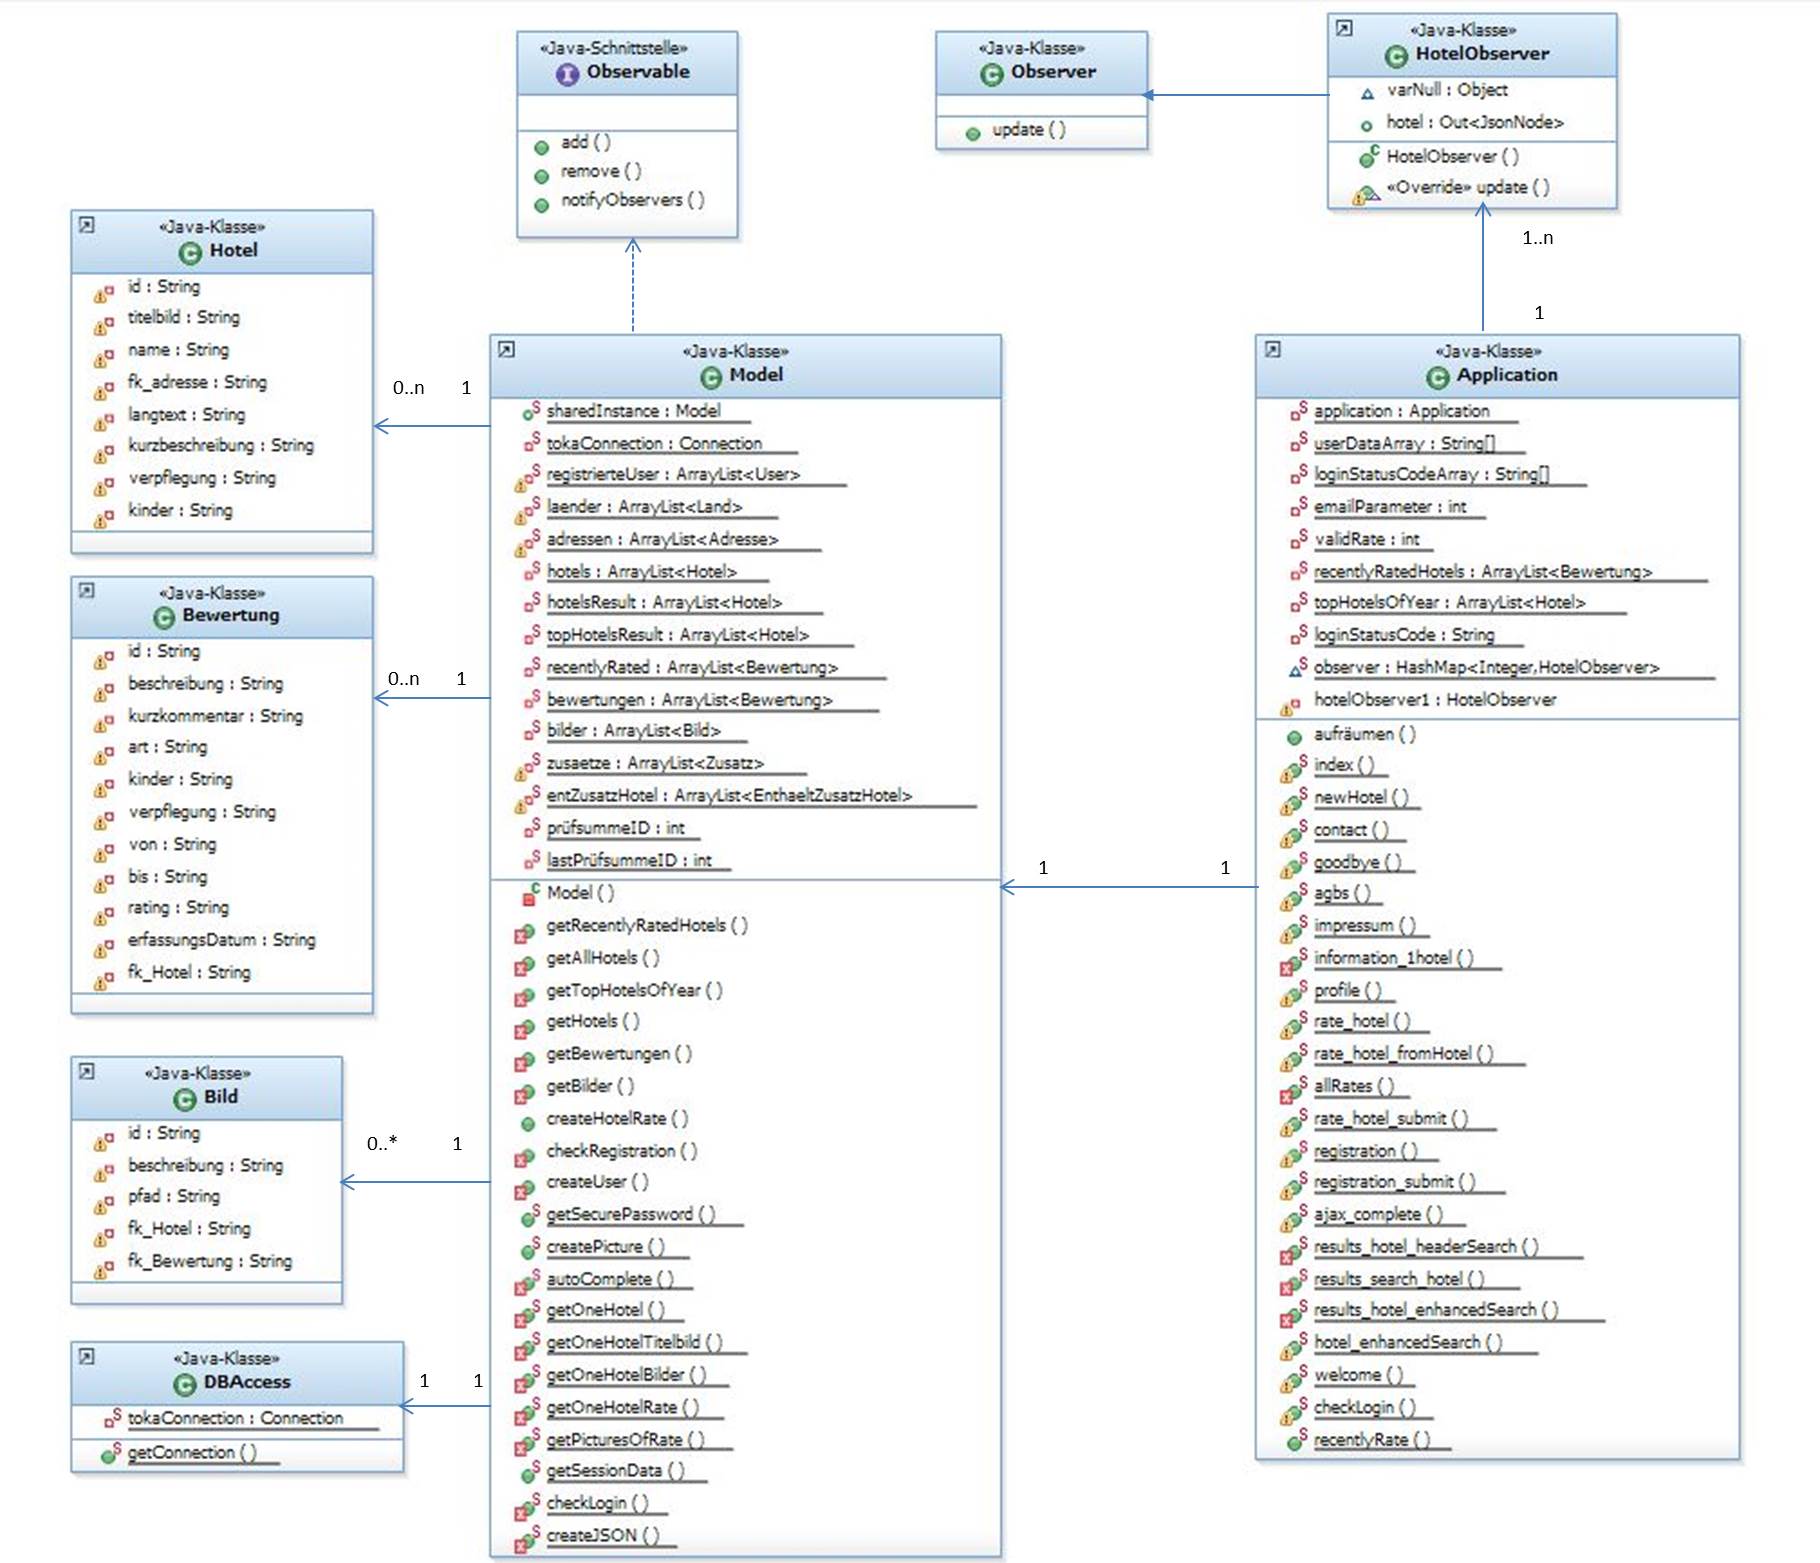 «Java-Schnittstelle»
Observable
add ( )
remove ( )
notifyObservers ( )
«Java-Klasse»
Observer
update ( )
«Java-Klasse»
HotelObserver
varNull : Object
hotel : Out<JsonNode>
HotelObserver ( )
«Override» update ( )
1..n
1
«Java-Klasse»
Hotel
id : String
titelbild : String
name : String
fk_adresse : String
langtext : String
kurzbeschreibung : String
verpflegung : String
kinder : String
0..n 1
«Java-Klasse»
Bewertung
id : String
beschreibung : String
kurzkommentar : String
art : String
kinder : String
verpflegung : String
von : String
bis : String
rating : String
erfassungsDatum : String
fk_Hotel : String
0..n 1
«Java-Klasse»
Bild
id : String
beschreibung : String
pfad : String
fk_Hotel : String
fk_Bewertung : String
0..* 1
«Java-Klasse»
DBAccess
tokaConnection : Connection
getConnection ( )
1 1
«Java-Klasse»
Model
sharedInstance : Model
tokaConnection : Connection
registrierteUser : ArrayList<User>
laender : ArrayList<Land>
adressen : ArrayList<Adresse>
hotels : ArrayList<Hotel>
hotelsResult : ArrayList<Hotel>
topHotelsResult : ArrayList<Hotel>
recentlyRated : ArrayList<Bewertung>
bewertungen : ArrayList<Bewertung>
bilder : ArrayList<Bild>
zusaetze : ArrayList<Zusatz>
entZusatzHotel : ArrayList<EnthaeltZusatzHotel>
prüfsummeID : int
lastPrüfsummeID : int
Model ( )
getRecentlyRatedHotels ( )
getAllHotels ( )
getTopHotelsOfYear ( )
getHotels ( )
getBewertungen ( )
getBilder ( )
createHotelRate ( )
checkRegistration ( )
createUser ( )
getSecurePassword ( )
createPicture ( )
autoComplete ( )
getOneHotel ( )
getOneHotelTitelbild ( )
getOneHotelBilder ( )
getOneHotelRate ( )
getPicturesOfRate ( )
getSessionData ( )
checkLogin ( )
createJSON ( )
1 1
«Java-Klasse»
Application
application : Application
userDataArray : String[]
loginStatusCodeArray : String[]
emailParameter : int
validRate : int
recentlyRatedHotels : ArrayList<Bewertung>
topHotelsOfYear : ArrayList<Hotel>
loginStatusCode : String
observer : HashMap<Integer,HotelObserver>
hotelObserver1 : HotelObserver
aufräumen ( )
index ( )
newHotel ( )
contact ( )
goodbye ( )
agbs ( )
impressum ( )
information_1hotel ( )
profile ( )
rate_hotel ( )
rate_hotel_fromHotel ( )
allRates ( )
rate_hotel_submit ( )
registration ( )
registration_submit ( )
ajax_complete ( )
results_hotel_headerSearch ( )
results_search_hotel ( )
results_hotel_enhancedSearch ( )
hotel_enhancedSearch ( )
welcome ( )
checkLogin ( )
recentlyRate ( )